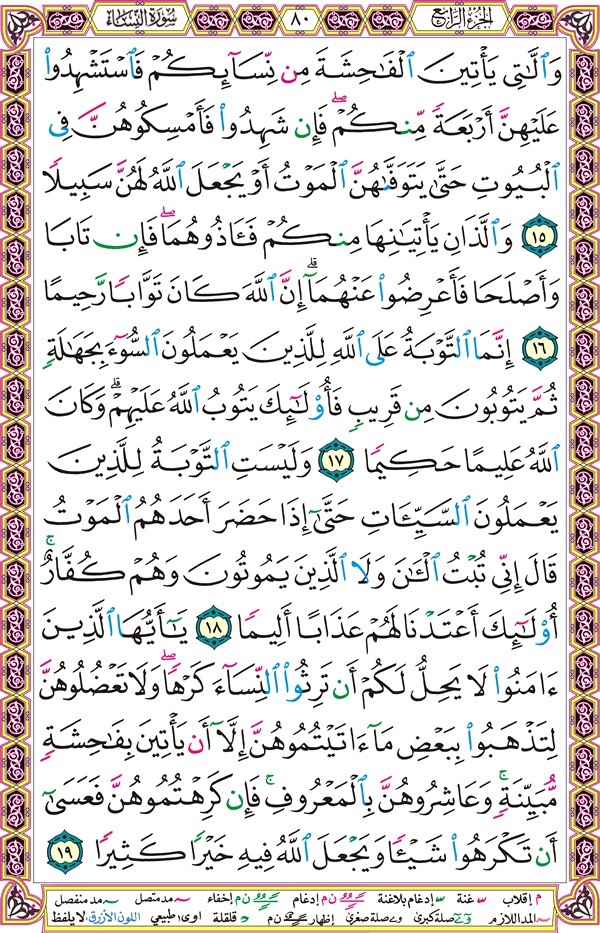 الجزء الرابع
٨٠
سورة النساء
وَٱلَّٰتِي يَأْتِينَ ٱلْفَٰحِشَةَ مِن نِّسَآئِكُمْ فَٱسْتَشْهِدُوا۟
عَلَيْهِنَّ أَرْبَعَةً مِّنكُمْ ۖ فَإِن شَهِدُوا۟ فَأَمْسِكُوهُنَّ فِى
ٱلْبُيُوتِ حَتَّىٰ يَتَوَفَّىٰهُنَّ ٱلْمَوْتُ أَوْ يَجْعَلَ ٱللَّهُ لَهُنَّ سَبِيلًا
١٥ وَٱلَّذَانِ يَأْتِيَٰنِهَا مِنكُمْ فَـَٔاذُوهُمَا ۖ فَإِن تَابَا
وَأَصْلَحَا فَأَعْرِضُوا۟ عَنْهُمَآ ۗ إِنَّ ٱللَّهَ كَانَ تَوَّابًا رَّحِيمًا
١٦ إِنَّمَا ٱلتَّوْبَةُ عَلَى ٱللَّهِ لِلَّذِينَ يَعْمَلُونَ ٱلسُّوٓءَ بِجَهَٰلَةٍ
ثُمَّ يَتُوبُونَ مِن قَرِيبٍ فَأُو۟لَٰٓئِكَ يَتُوبُ ٱللَّهُ عَلَيْهِمْ ۗ وَكَانَ
ٱللَّهُ عَلِيمًا حَكِيمًا ١٧ وَلَيْسَتِ ٱلتَّوْبَةُ لِلَّذِينَ
يَعْمَلُونَ ٱلسَّيِّـَٔاتِ حَتَّىٰٓ إِذَا حَضَرَ أَحَدَهُمُ ٱلْمَوْتُ
قَالَ إِنِّى تُبْتُ ٱلْـَٰٔنَ وَلَا ٱلَّذِينَ يَمُوتُونَ وَهُمْ كُفَّارٌ ۚ
أُو۟لَٰٓئِكَ أَعْتَدْنَا لَهُمْ عَذَابًا أَلِيمًا ١٨ يَٰٓأَيُّهَا ٱلَّذِينَ
ءَامَنُوا۟ لَا يَحِلُّ لَكُمْ أَن تَرِثُوا۟ ٱلنِّسَآءَ كَرْهًا ۖ وَلَا تَعْضُلُوهُنَّ
لِتَذْهَبُوا۟ بِبَعْضِ مَآ ءَاتَيْتُمُوهُنَّ إِلَّآ أَن يَأْتِينَ بِفَٰحِشَةٍ
مُّبَيِّنَةٍ ۚ وَعَاشِرُوهُنَّ بِٱلْمَعْرُوفِ ۚ فَإِن كَرِهْتُمُوهُنَّ فَعَسَىٰٓ
أَن تَكْرَهُوا۟ شَيْـًٔا وَيَجْعَلَ ٱللَّهُ فِيهِ خَيْرًا كَثِيرًا ١٩
م إقلاب غنة إدغام بلاغنة ن م إدغام ن م إخفاء مد متصل مد منفصل
المد اللازم صلة كبرى صلة صغرى إظهار ن م قلقلة اوى: طبيعي اللون الأزرق: لا يلفظ